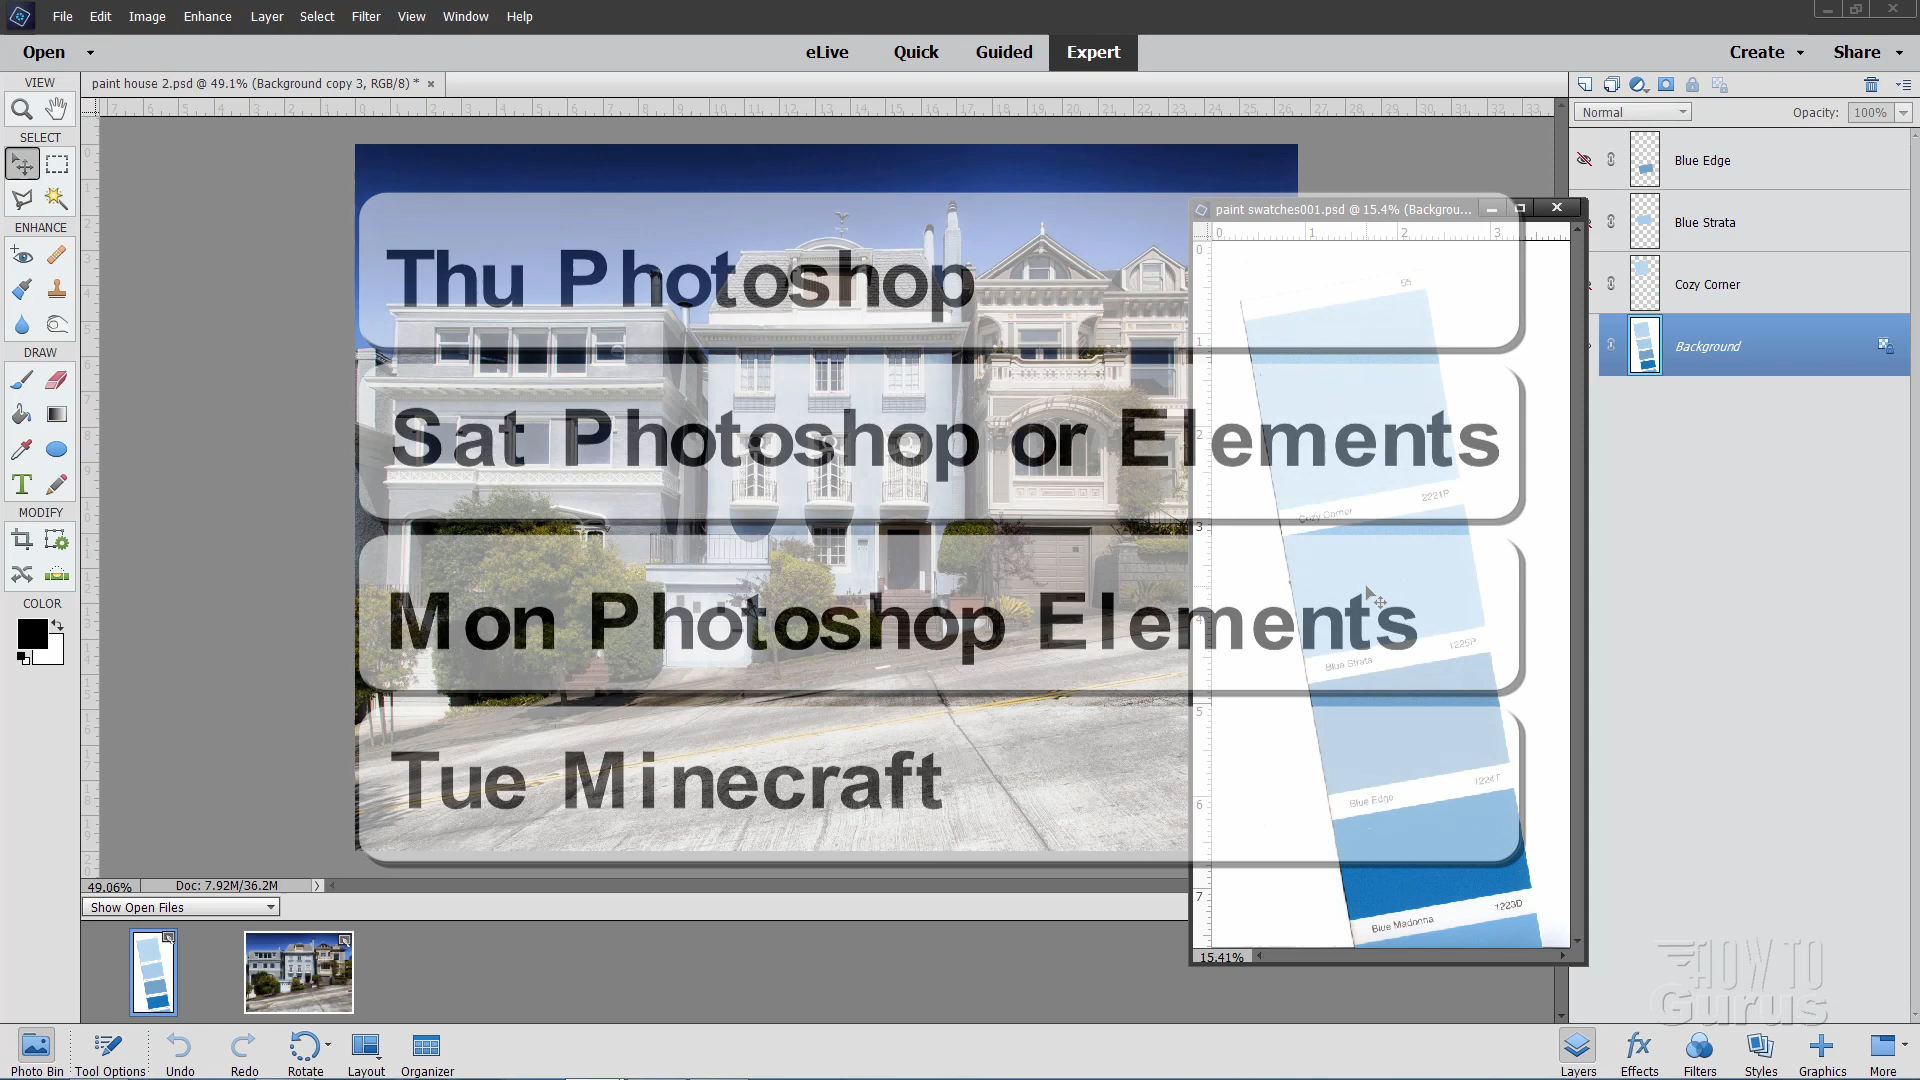 File Edit Image Enhance Layer Select Filter View Window Help
Open eLive Quick Guided Expert Create Share
VIEW
paint house 2.psd @ 49.1% (Background copy 3, RGB/8) *
Normal Opacity: 100%
SELECT
Blue Edge
paint swatches001.psd @ 15.4% (Backgrou...
Blue Strata
ENHANCE
Thu Photoshop
55
Cozy Corner
DRAW
Background
Sat Photoshop or Elements
2221P
Cozy Corner
MODIFY
COLOR
Mon Photoshop Elements
1225P
Blue Strata
Tue Minecraft
1224T
Blue Edge
1223D
Blue Madonna
49.06% Doc: 7.92M/36.2M
Show Open Files
15.41%
HOW TO
Gurus
Photo Bin Tool Options Undo Redo Rotate Layout Organizer
Layers Effects Filters Styles Graphics More